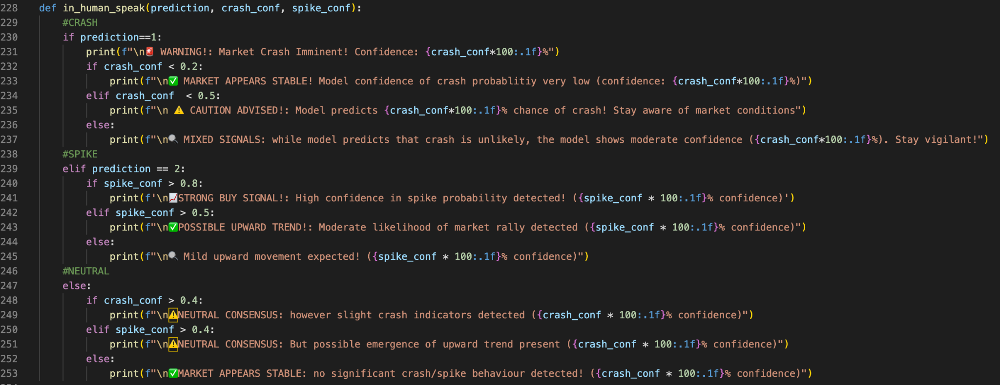 228 def in_human_speak(prediction, crash_conf, spike_conf):
229     #CRASH
230     if prediction==1:
231         print(f"\n🚨 WARNING!: Market Crash Imminent! Confidence: {crash_conf*100:.1f}%")
232         if crash_conf < 0.2:
233             print(f"\n✅ MARKET APPEARS STABLE! Model confidence of crash probablitiy very low (confidence: {crash_conf*100:.1f}%)")
234         elif crash_conf  < 0.5:
235             print(f"\n ⚠️ CAUTION ADVISED!: Model predicts {crash_conf*100:.1f}% chance of crash! Stay aware of market conditions")
236         else:
237             print(f"\n🔍 MIXED SIGNALS: while model predicts that crash is unlikely, the model shows moderate confidence ({crash_conf*100:.1f}%). Stay vigilant!")
238     #SPIKE
239     elif prediction == 2:
240         if spike_conf > 0.8:
241             print(f'\n📈STRONG BUY SIGNAL!: High confidence in spike probability detected! ({spike_conf * 100:.1f}% confidence)')
242         elif spike_conf > 0.5:
243             print(f"\n✅POSSIBLE UPWARD TREND!: Moderate likelihood of market rally detected ({spike_conf * 100:.1f}% confidence)")
244         else:
245             print(f"\n🔍 Mild upward movement expected! ({spike_conf * 100:.1f}% confidence)")
246     #NEUTRAL
247     else:
248         if crash_conf > 0.4:
249             print(f"\n⚠NEUTRAL CONSENSUS: however slight crash indicators detected ({crash_conf * 100:.1f}% confidence)")
250         elif spike_conf > 0.4:
251             print(f"\n⚠NEUTRAL CONSENSUS: But possible emergence of upward trend present ({crash_conf * 100:.1f}% confidence)")
252         else:
253             print(f"\n✅MARKET APPEARS STABLE: no significant crash/spike behaviour detected! ({crash_conf * 100:.1f}% confidence)")